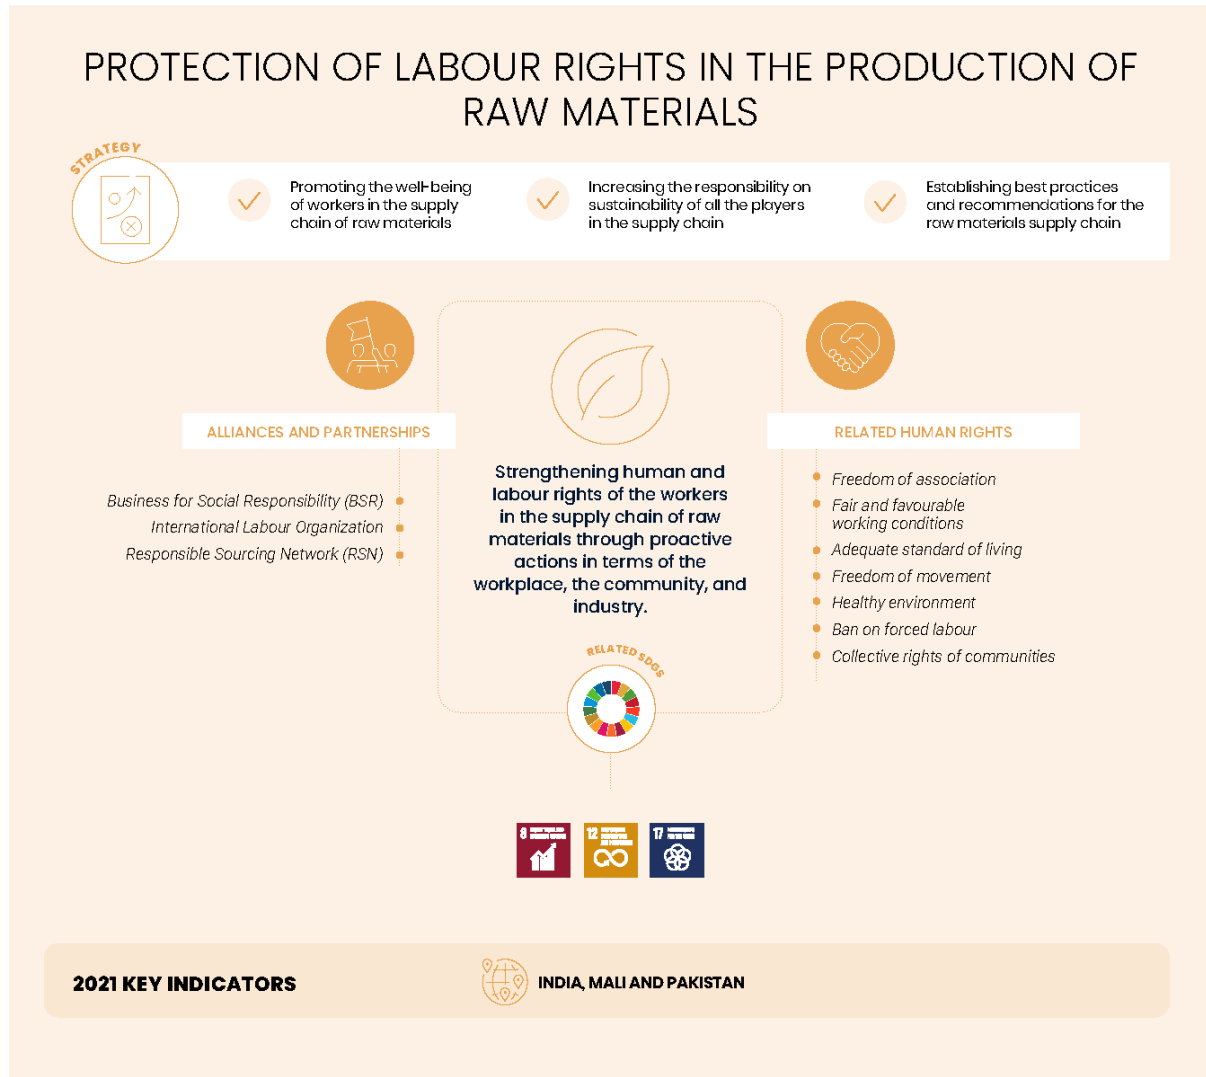 PROTECTION OF LABOUR RIGHTS IN THE PRODUCTION OF
RAW MATERIALS
STRATEGY
Promoting the well-being
of workers in the supply
chain of raw materials
Increasing the responsibility on
sustainability of all the players
in the supply chain
Establishing best practices
and recommendations for the
raw materials supply chain
ALLIANCES AND PARTNERSHIPS
Business for Social Responsibility (BSR)
International Labour Organization
Responsible Sourcing Network (RSN)
Strengthening human and
labour rights of the workers
in the supply chain of raw
materials through proactive
actions in terms of the
workplace, the community, and
industry.
RELATED SDGS
RELATED HUMAN RIGHTS
Freedom of association
Fair and favourable
working conditions
Adequate standard of living
Freedom of movement
Healthy environment
Ban on forced labour
Collective rights of communities
8
12
17
2021 KEY INDICATORS
INDIA, MALI AND PAKISTAN